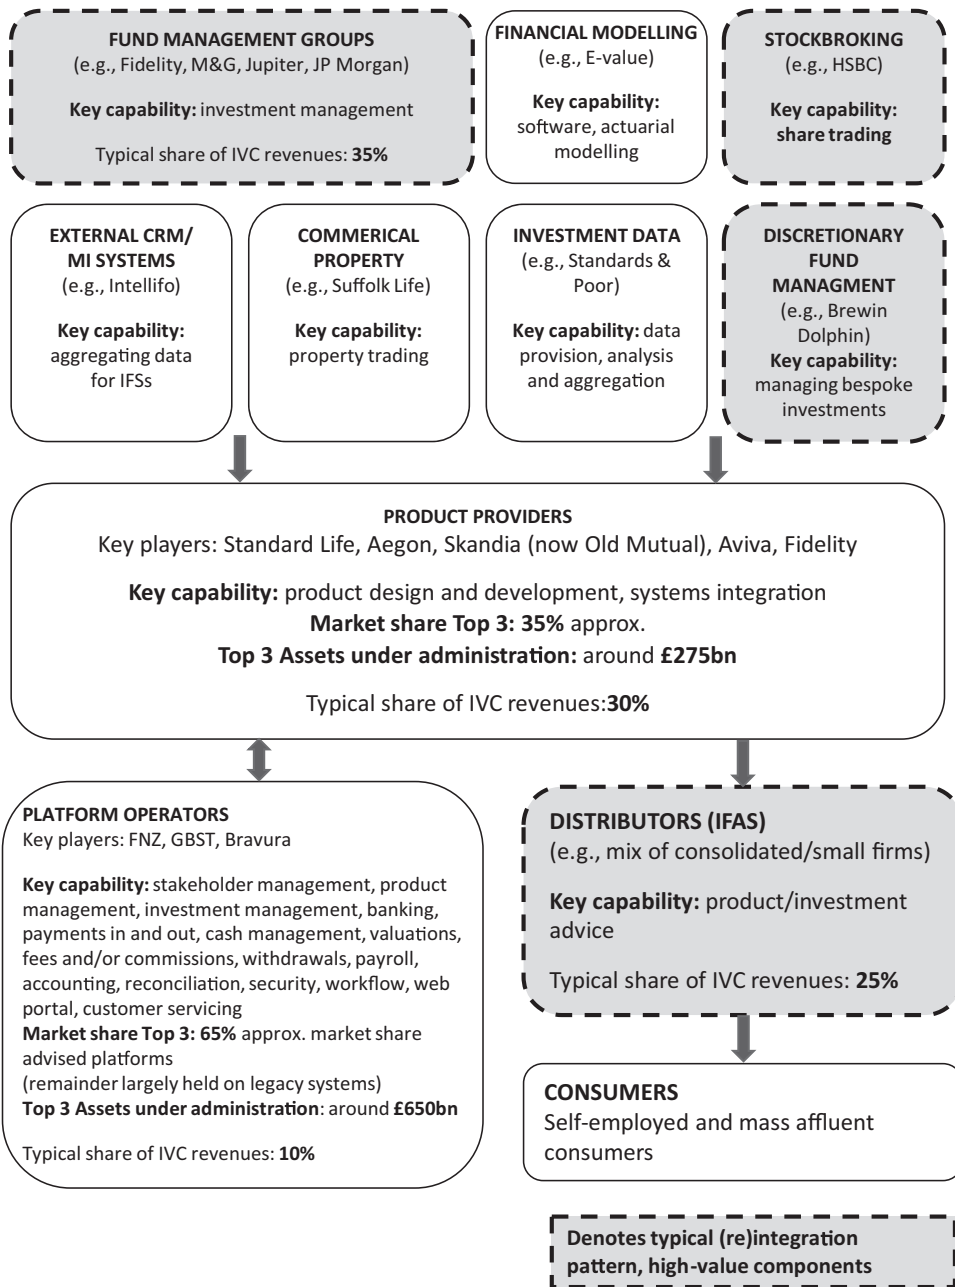 FUND MANAGEMENT GROUPS
(e.g., Fidelity, M&G, Jupiter, JP Morgan)
Key capability: investment management
Typical share of IVC revenues: 35%
FINANCIAL MODELLING
(e.g., E-value)
Key capability:
software, actuarial
modelling
STOCKBROKING
(e.g., HSBC)
Key capability:
share trading
EXTERNAL CRM/
MI SYSTEMS
(e.g., Intellifo)
Key capability:
aggregating data
for IFSs
COMMERICAL
PROPERTY
(e.g., Suffolk Life)
Key capability:
property trading
INVESTMENT DATA
(e.g., Standards &
Poor)
Key capability: data
provision, analysis
and aggregation
DISCRETIONARY
FUND
MANAGMENT
(e.g., Brewin
Dolphin)
Key capability:
managing bespoke
investments
PRODUCT PROVIDERS
Key players: Standard Life, Aegon, Skandia (now Old Mutual), Aviva, Fidelity
Key capability: product design and development, systems integration
Market share Top 3: 35% approx.
Top 3 Assets under administration: around £275bn
Typical share of IVC revenues:30%
PLATFORM OPERATORS
Key players: FNZ, GBST, Bravura
Key capability: stakeholder management, product
management, investment management, banking,
payments in and out, cash management, valuations,
fees and/or commissions, withdrawals, payroll,
accounting, reconciliation, security, workflow, web
portal, customer servicing
Market share Top 3: 65% approx. market share
advised platforms
(remainder largely held on legacy systems)
Top 3 Assets under administration: around £650bn
Typical share of IVC revenues: 10%
DISTRIBUTORS (IFAS)
(e.g., mix of consolidated/small firms)
Key capability: product/investment
advice
Typical share of IVC revenues: 25%
CONSUMERS
Self-employed and mass affluent
consumers
Denotes typical (re)integration
pattern, high-value components